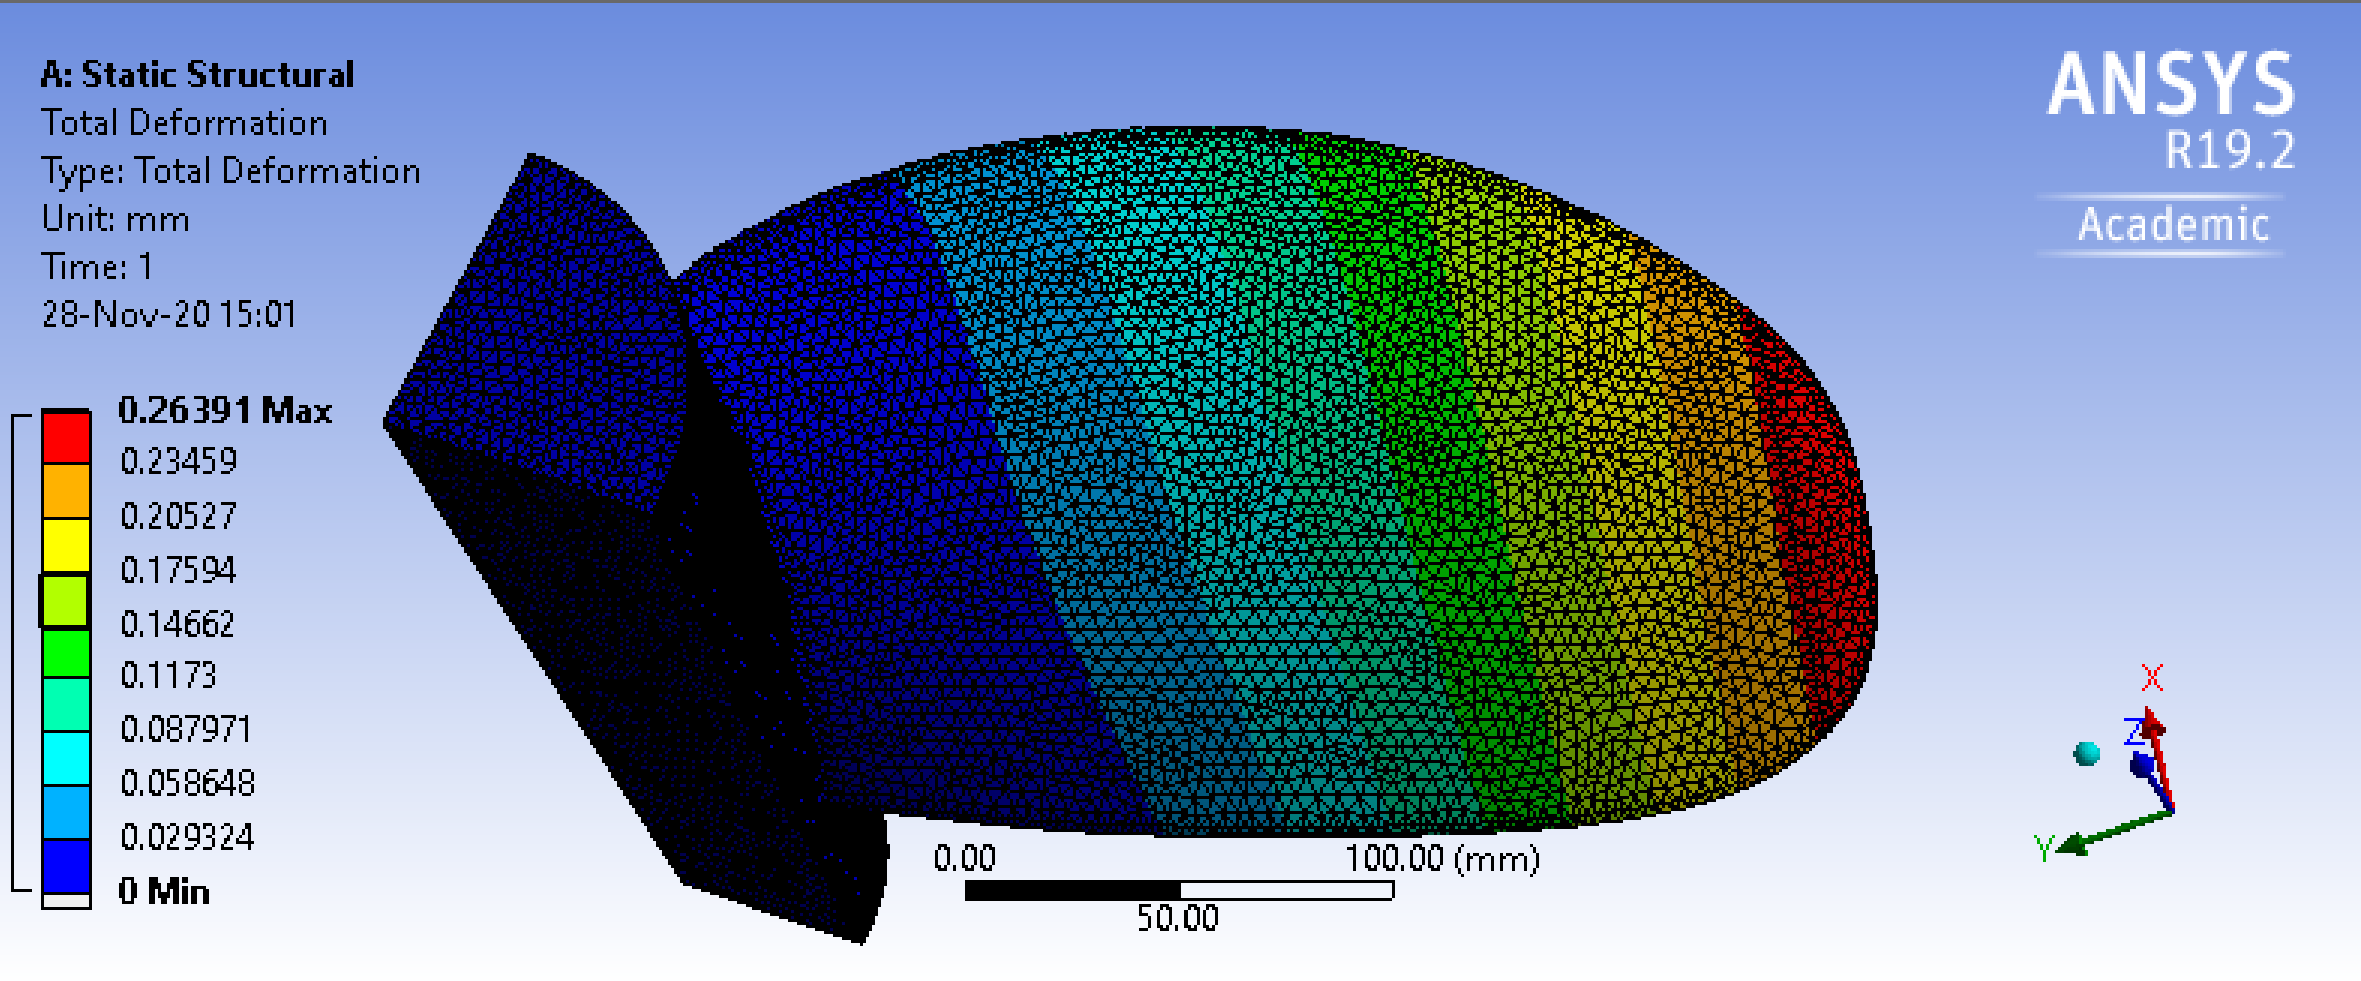 A: Static Structural
Total Deformation
Type: Total Deformation
Unit: mm
Time: 1
28-Nov-20 15:01
0.26391 Max
0.23459
0.20527
0.17594
0.14662
0.1173
0.087971
0.058648
0.029324
0 Min
ANSYS
R19.2
Academic
0.00
100.00 (mm)
50.00
X
Z
Y